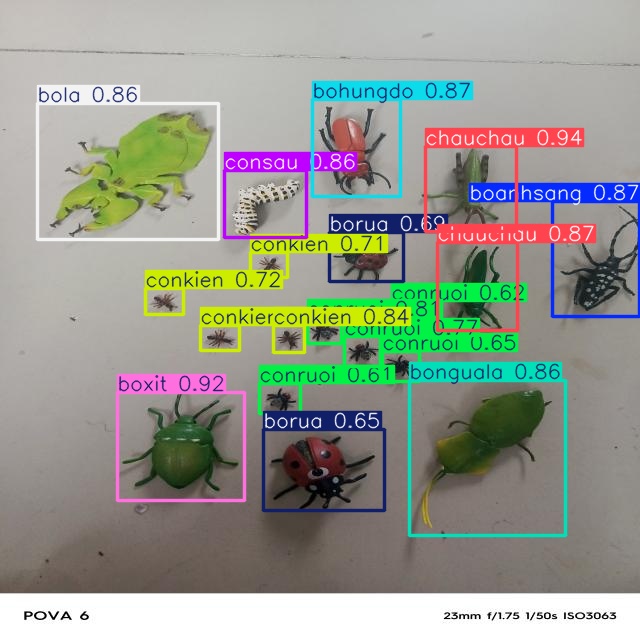 bola 0.86
bohungdo 0.87
chauchau 0.94
consau 0.86
boanhsang 0.87
borua 0.69
chauchau 0.87
conkien 0.71
conkien 0.72
conruoi 0.62
conkien
conkien 0.84
conruoi 0.77
conruoi 0.65
conruoi 0.61
bonguala 0.86
boxit 0.92
borua 0.65
POVA 6
23mm f/1.75 1/50s ISO3063